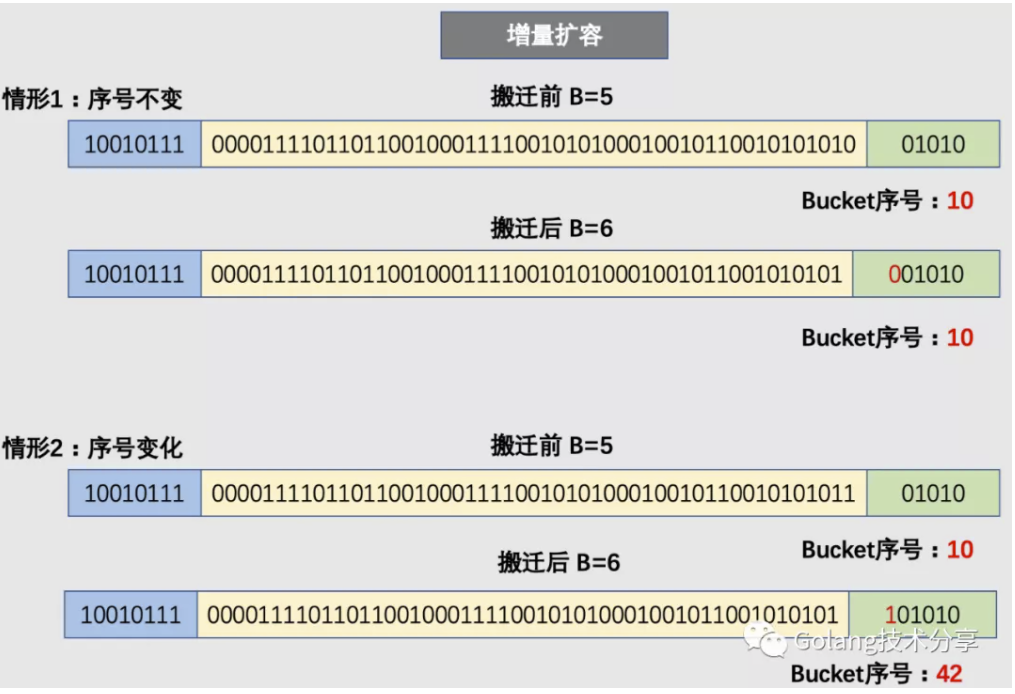 增量扩容
情形1：序号不变
搬迁前 B=5
10010111 000011110110110010001111001010100010010110010101010 01010
Bucket序号：10
搬迁后 B=6
10010111 00001111011011001000111100101010001001011001010101 001010
Bucket序号：10
情形2：序号变化
搬迁前 B=5
10010111 000011110110110010001111001010100010010110010101011 01010
Bucket序号：10
搬迁后 B=6
10010111 00001111011011001000111100101010001001011001010101 101010
Golang技术分享
Bucket序号：42